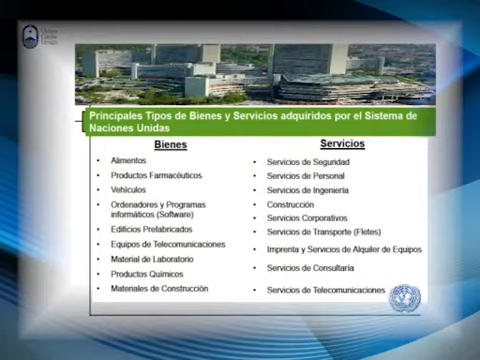 Principales Tipos de Bienes y Servicios adquiridos por el Sistema de
Naciones Unidas
Bienes
Alimentos
Productos Farmacéuticos
Vehículos
Ordenadores y Programas
informáticos (Software)
Edificios Prefabricados
Equipos de Telecomunicaciones
Material de Laboratorio
Productos Químicos
Materiales de Construcción
Servicios
Servicios de Seguridad
Servicios de Personal
Servicios de Ingeniería
Construcción
Servicios Corporativos
Servicios de Transporte (Fletes)
Imprenta y Servicios de Alquiler de Equipos
Servicios de Consultaría
Servicios de Telecomunicaciones